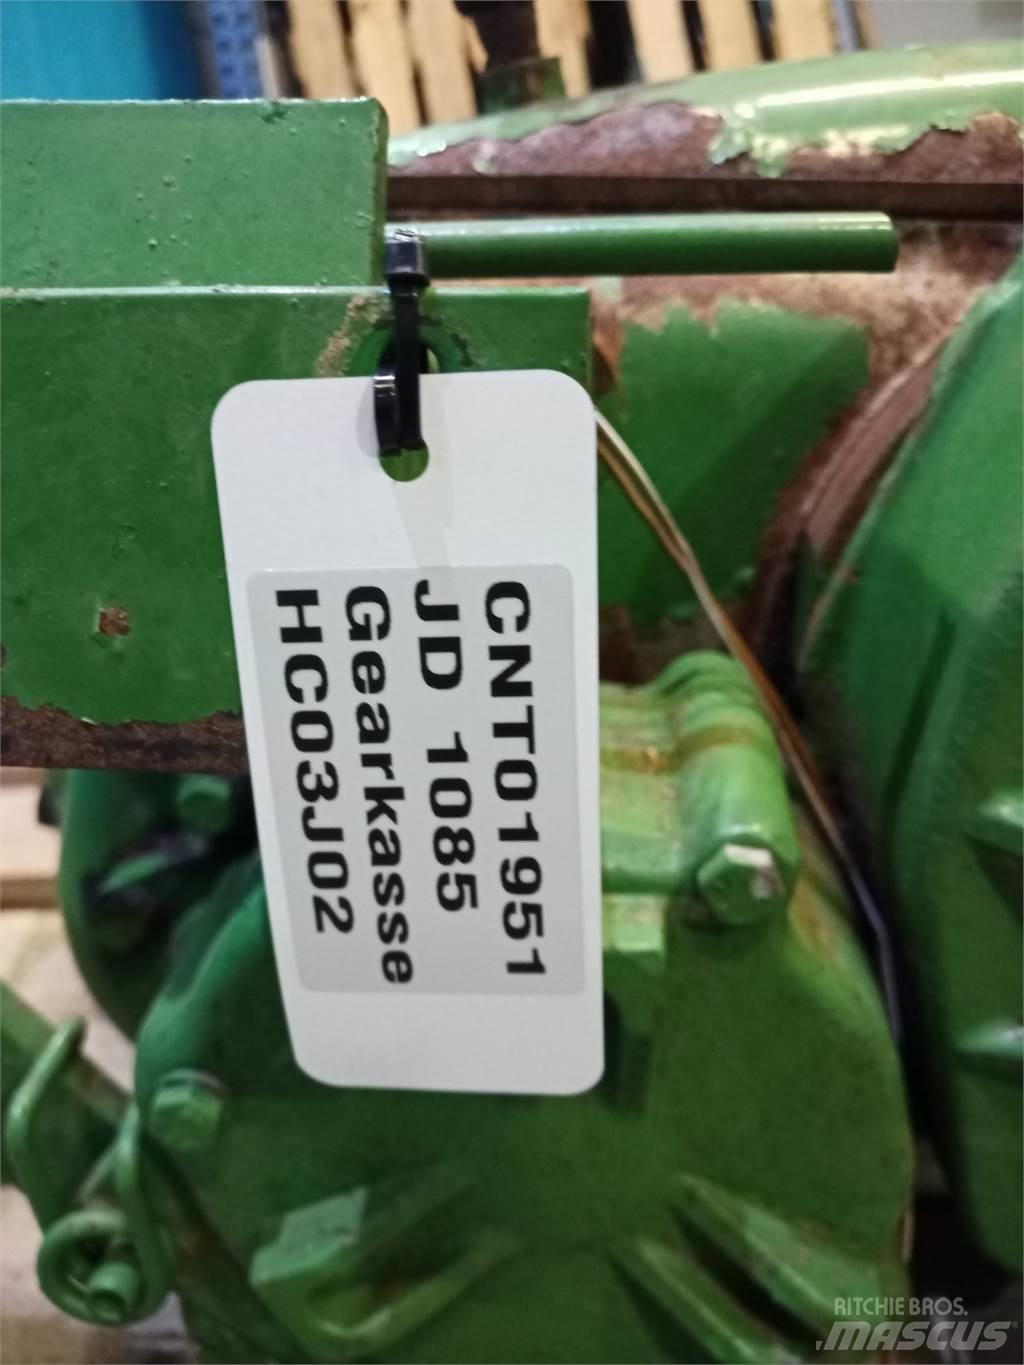 CNT01951
JD 1085
Gearkasse
HC03J02
RITCHIE BROS.
MASCUS